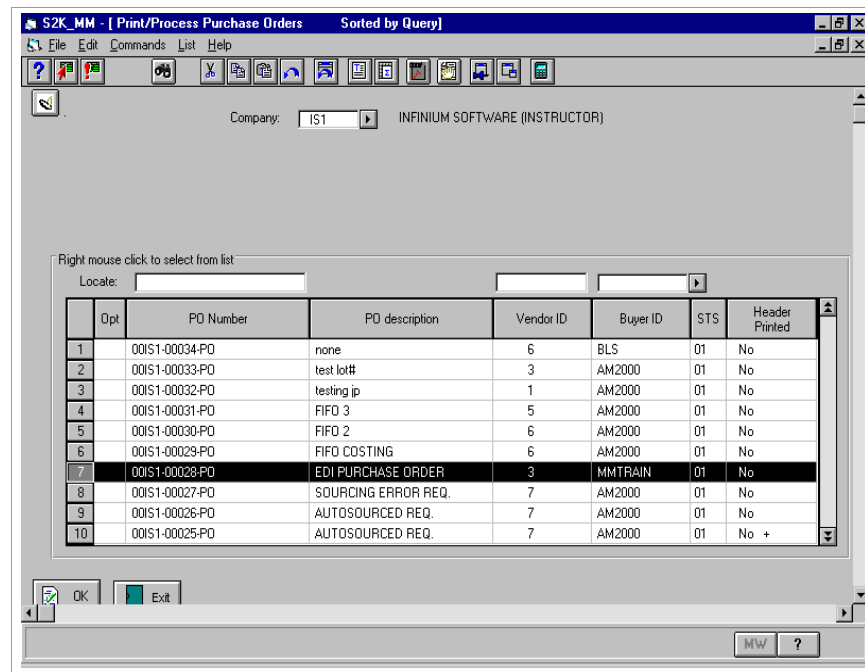 S2K_MM - [ Print/Process Purchase Orders Sorted by Query]
File Edit Commands List Help
Company: IS1 INFINIUM SOFTWARE (INSTRUCTOR)
Right mouse click to select from list
Locate:
Opt PO Number PO description Vendor ID Buyer ID STS Header Printed
1 00IS1-00034-PO none 6 BLS 01 No
2 00IS1-00033-PO test lot# 3 AM2000 01 No
3 00IS1-00032-PO testing jp 1 AM2000 01 No
4 00IS1-00031-PO FIFO 3 5 AM2000 01 No
5 00IS1-00030-PO FIFO 2 6 AM2000 01 No
6 00IS1-00029-PO FIFO COSTING 6 AM2000 01 No
7 00IS1-00028-PO EDI PURCHASE ORDER 3 MMTRAIN 01 No
8 00IS1-00027-PO SOURCING ERROR REQ. 7 AM2000 01 No
9 00IS1-00026-PO AUTOSOURCED REQ. 7 AM2000 01 No
10 00IS1-00025-PO AUTOSOURCED REQ. 7 AM2000 01 No +
OK Exit
MW ?